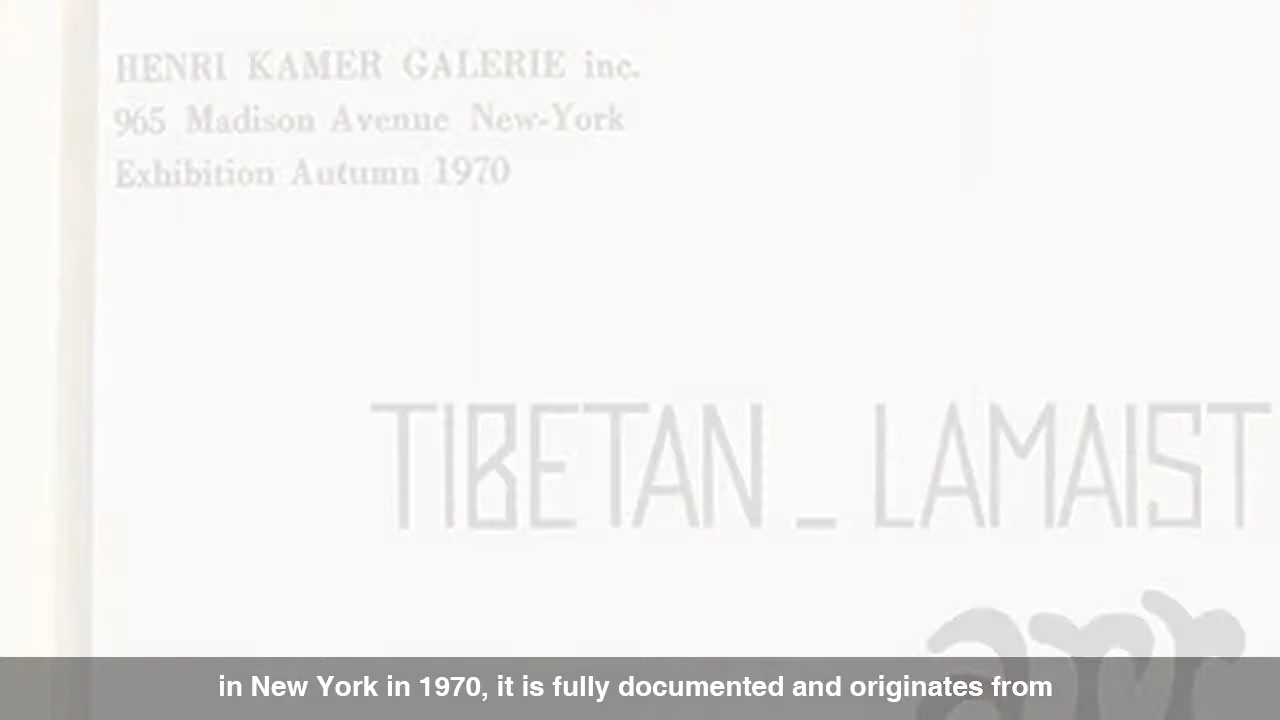 HENRI KAMER GALERIE inc.
965 Madison Avenue New-York
Exhibition Autumn 1970
TIBETAN _ LAMAIST
art
in New York in 1970, it is fully documented and originates from